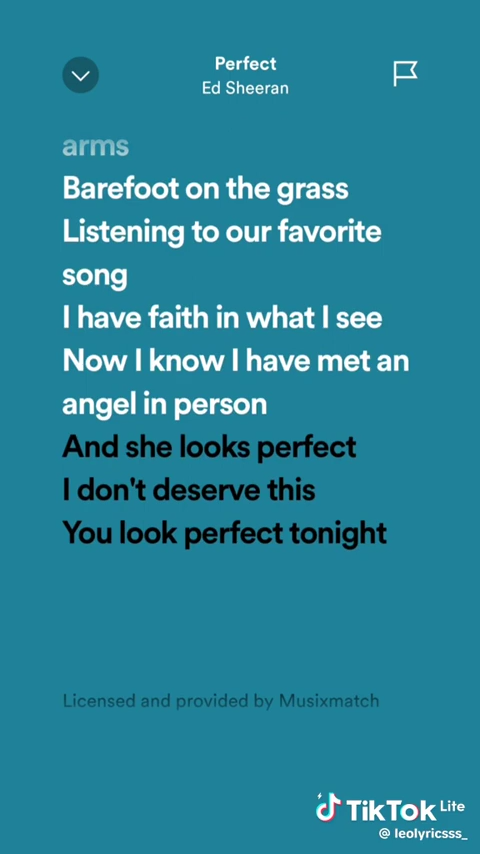 Perfect
Ed Sheeran
arms
Barefoot on the grass
Listening to our favorite
song
I have faith in what I see
Now I know I have met an
angel in person
And she looks perfect
I don't deserve this
You look perfect tonight
Licensed and provided by Musixmatch
TikTok Lite
@ leolyricsss_